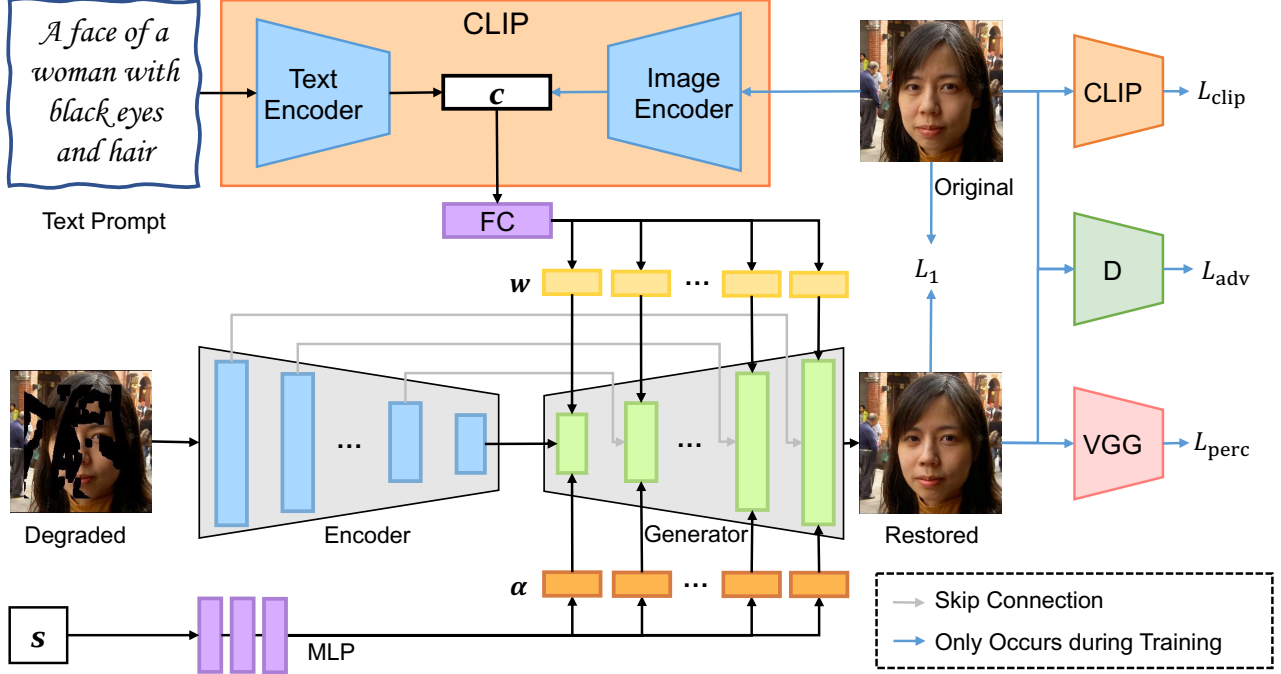 A face of a
woman with
black eyes
and hair
Text Prompt
CLIP
Text
Encoder
c
Image
Encoder
Original
CLIP
L_clip
FC
w
...
L_1
D
L_adv
Degraded
...
Encoder
...
Generator
Restored
VGG
L_perc
α
...
s
MLP
Skip Connection
Only Occurs during Training